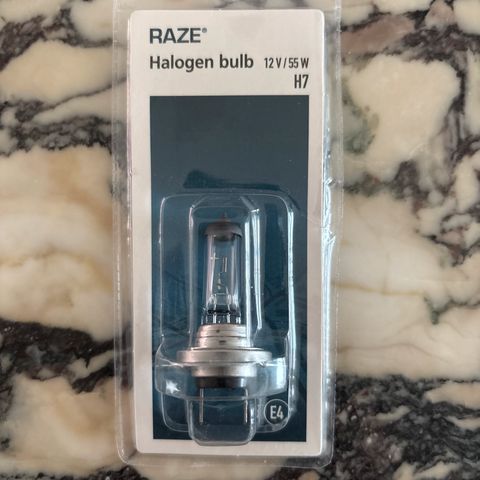 RAZE®
Halogen bulb 12 V / 55 W
H7
E4